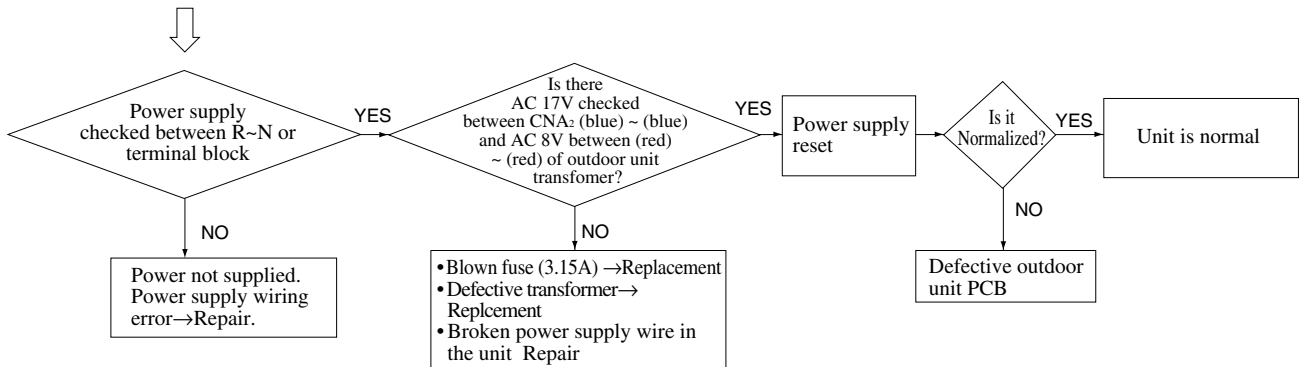 Power supply
checked between R~N or
terminal block
YES
NO
Power not supplied.
Power supply wiring
error→Repair.
Is there
AC 17V checked
between CNA₂ (blue) ~ (blue)
and AC 8V between (red)
~ (red) of outdoor unit
transfomer?
YES
NO
•Blown fuse (3.15A) →Replacement
•Defective transformer→
Replcement
•Broken power supply wire in
the unit Repair
Power supply
reset
Is it
Normalized?
YES
NO
Unit is normal
Defective outdoor
unit PCB